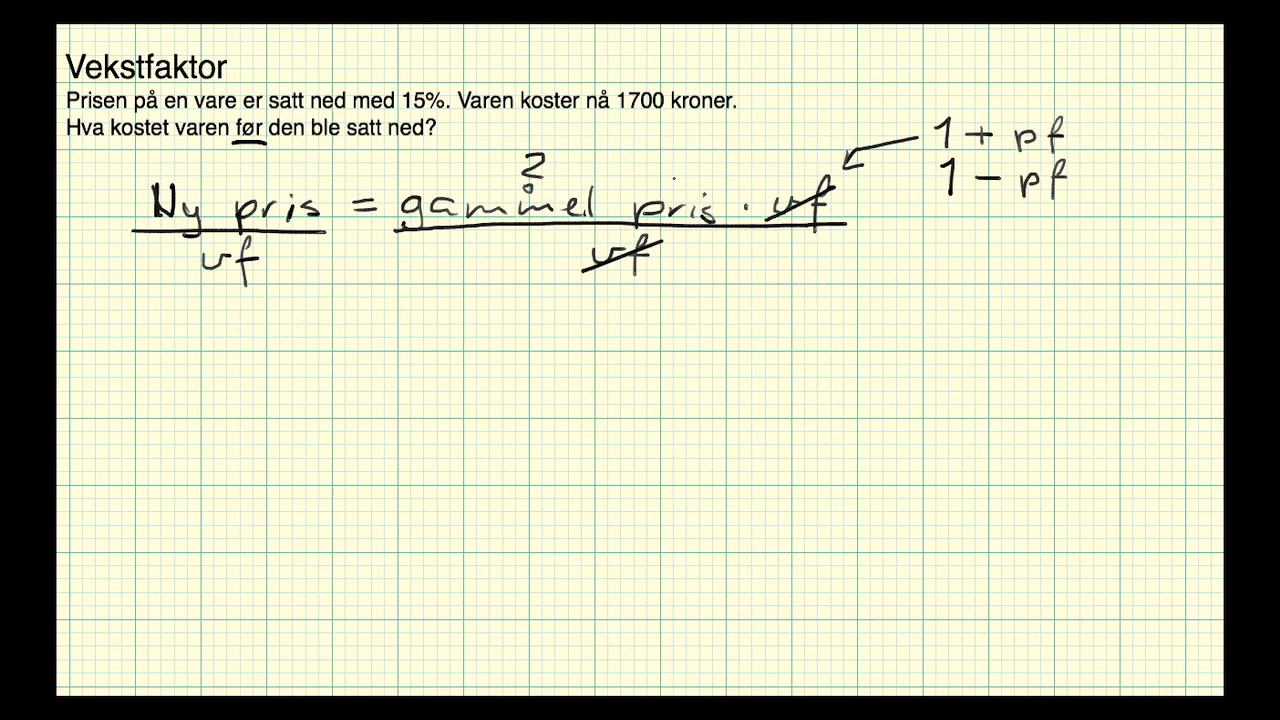 Vekstfaktor
Prisen på en vare er satt ned med 15%. Varen koster nå 1700 kroner.
Hva kostet varen før den ble satt ned?
1 + pf
1 - pf
Ny pris = gammel pris · vf
vf vf